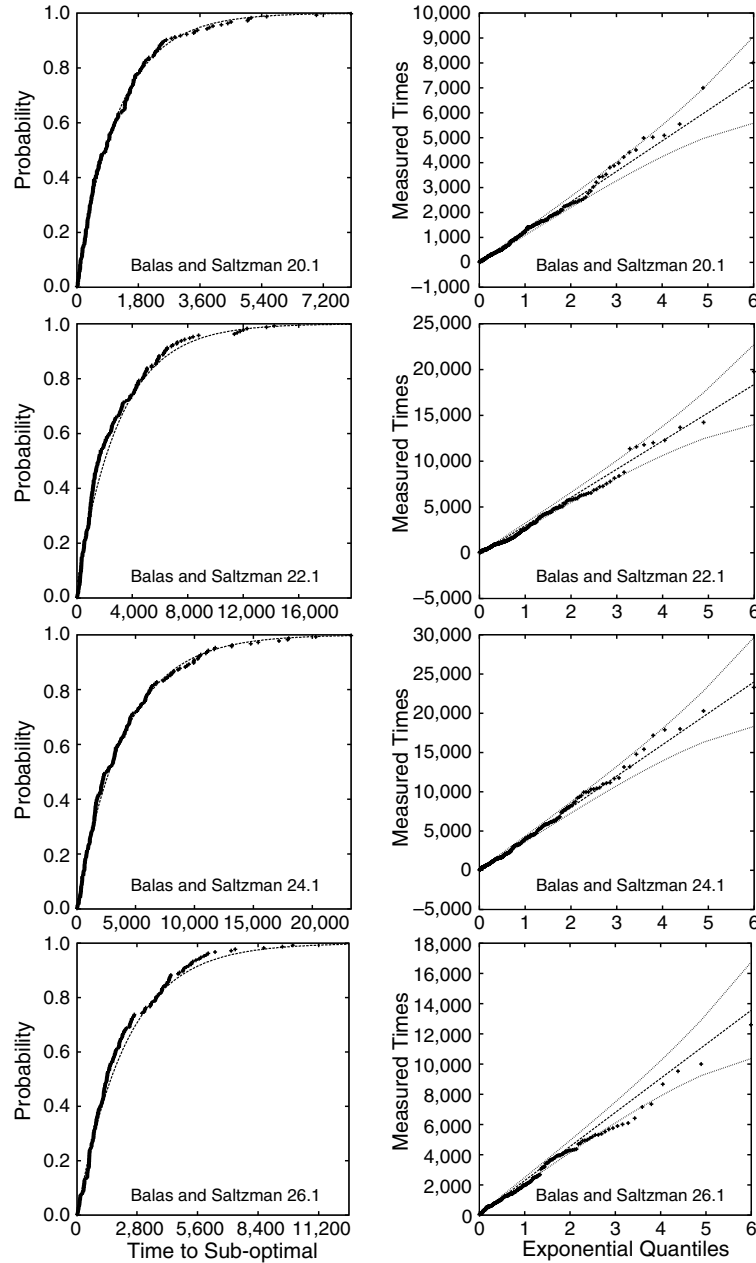 1.0
0.8
0.6
0.4
0.2
0.0
Probability
Balas and Saltzman 20.1
0 1,800 3,600 5,400 7,200
10,000
9,000
8,000
7,000
6,000
5,000
4,000
3,000
2,000
1,000
0
–1,000
Measured Times
Balas and Saltzman 20.1
0 1 2 3 4 5 6
1.0
0.8
0.6
0.4
0.2
0.0
Probability
Balas and Saltzman 22.1
0 4,000 8,000 12,000 16,000
25,000
20,000
15,000
10,000
5,000
0
–5,000
Measured Times
Balas and Saltzman 22.1
0 1 2 3 4 5 6
1.0
0.8
0.6
0.4
0.2
0.0
Probability
Balas and Saltzman 24.1
0 5,000 10,000 15,000 20,000
30,000
25,000
20,000
15,000
10,000
5,000
0
–5,000
Measured Times
Balas and Saltzman 24.1
0 1 2 3 4 5 6
1.0
0.8
0.6
0.4
0.2
0.0
Probability
Balas and Saltzman 26.1
0 2,800 5,600 8,400 11,200
Time to Sub-optimal
18,000
16,000
14,000
12,000
10,000
8,000
6,000
4,000
2,000
0
Measured Times
Balas and Saltzman 26.1
0 1 2 3 4 5 6
Exponential Quantiles